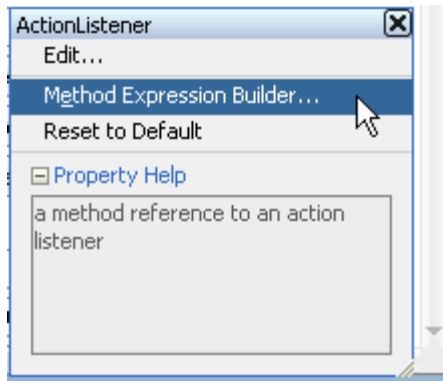 ActionListener
Edit...
Method Expression Builder...
Reset to Default
Property Help
a method reference to an action
listener